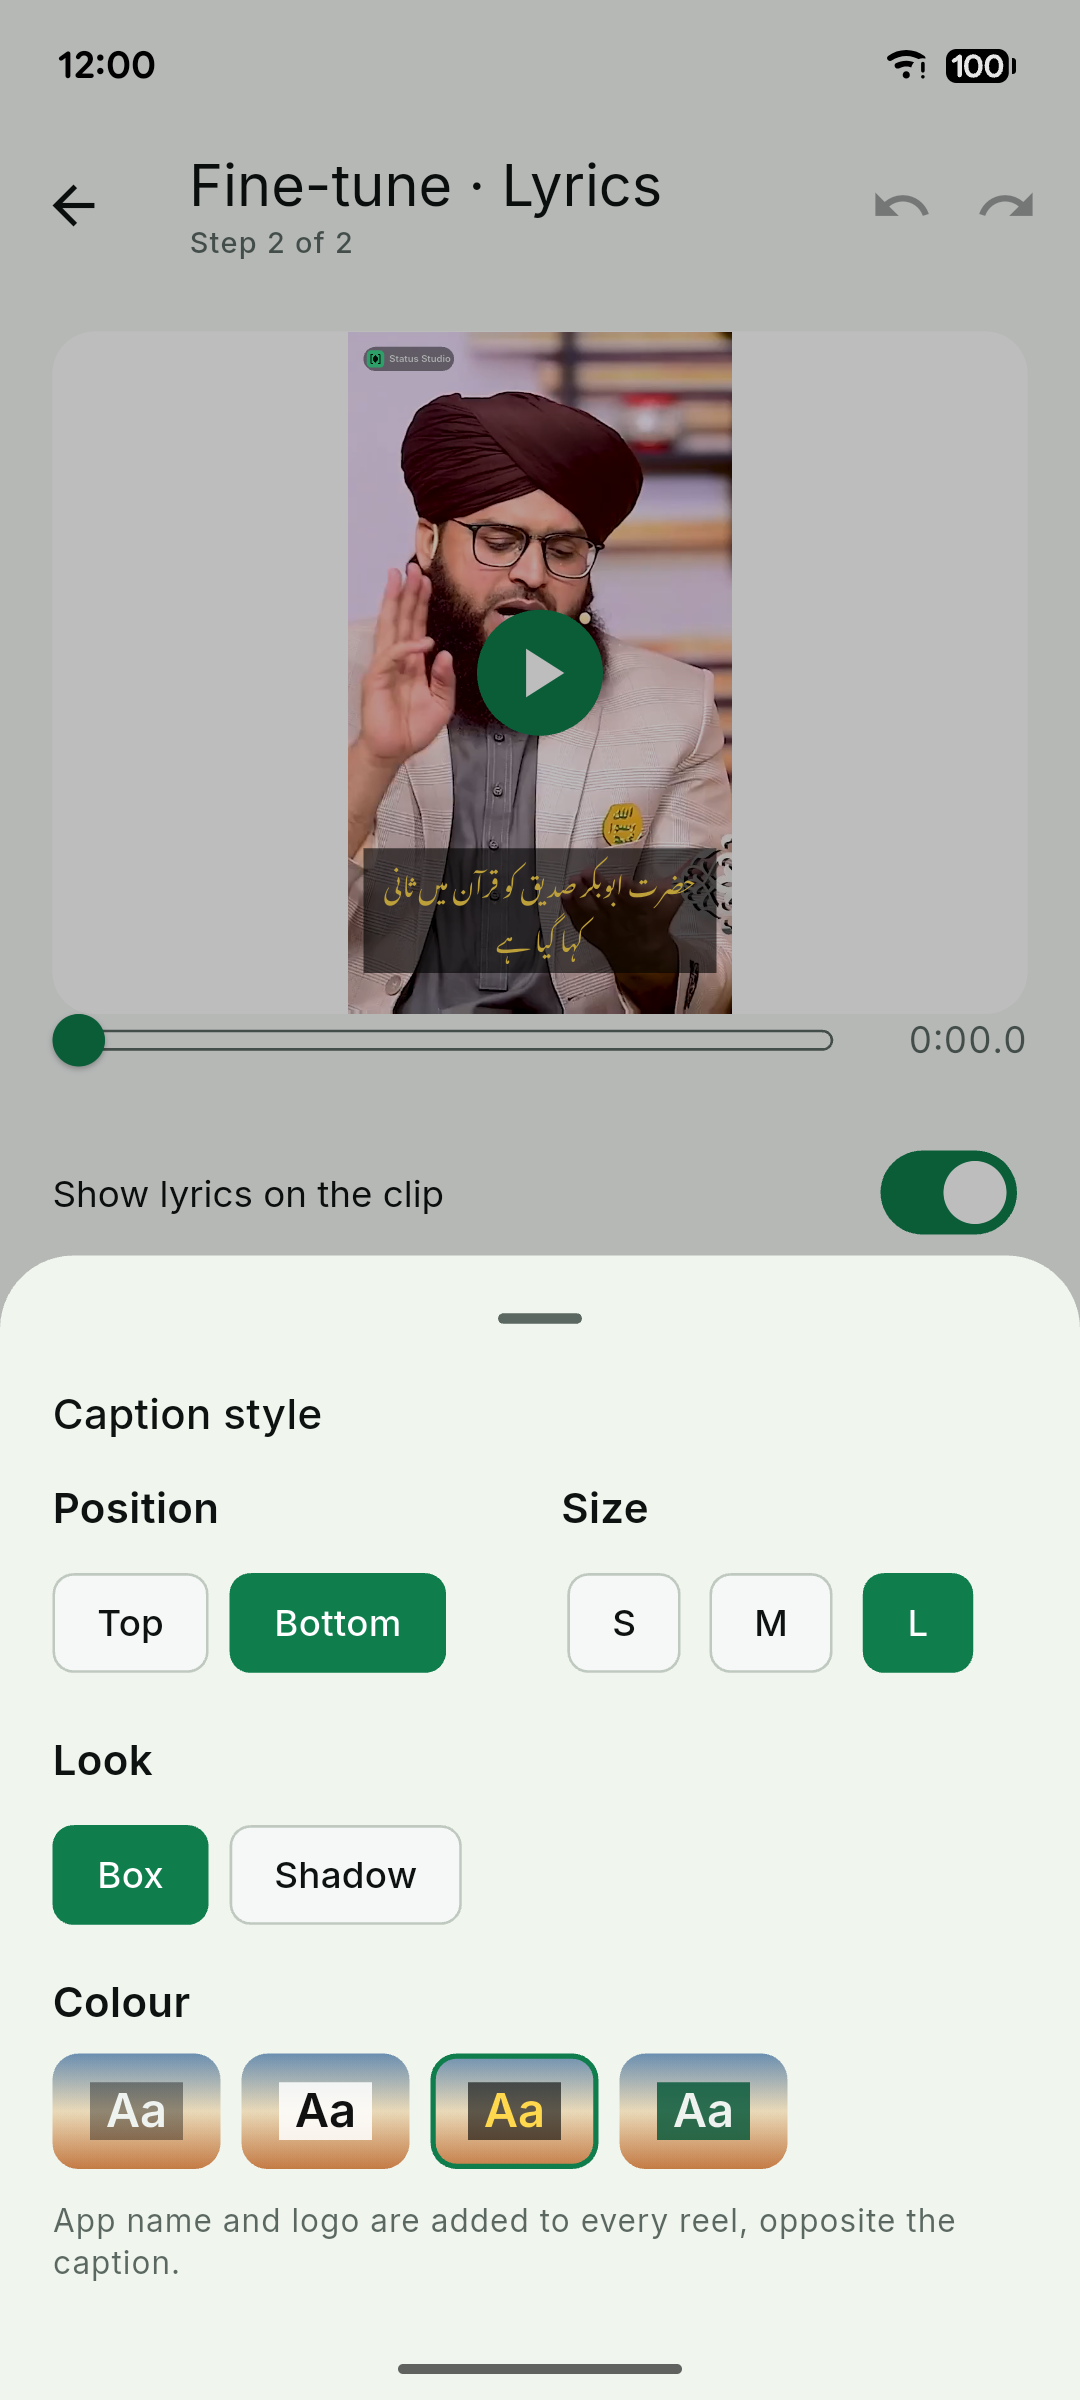 12:00
100
Fine-tune · Lyrics
Step 2 of 2
Status Studio
حضرت ابوبکر صدیق کو قرآن میں ثانی
کہا گیا ہے
0:00.0
Show lyrics on the clip
Caption style
Position
Size
Top
Bottom
S
M
L
Look
Box
Shadow
Colour
Aa
Aa
Aa
Aa
App name and logo are added to every reel, opposite the
caption.